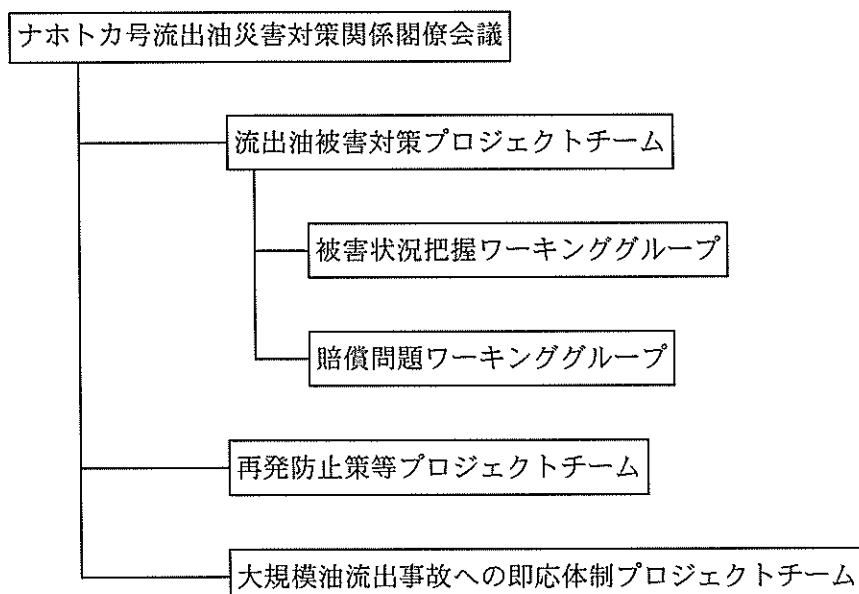 ナホトカ号流出油災害対策関係閣僚会議
流出油被害対策プロジェクトチーム
被害状況把握ワーキンググループ
賠償問題ワーキンググループ
再発防止策等プロジェクトチーム
大規模油流出事故への即応体制プロジェクトチーム